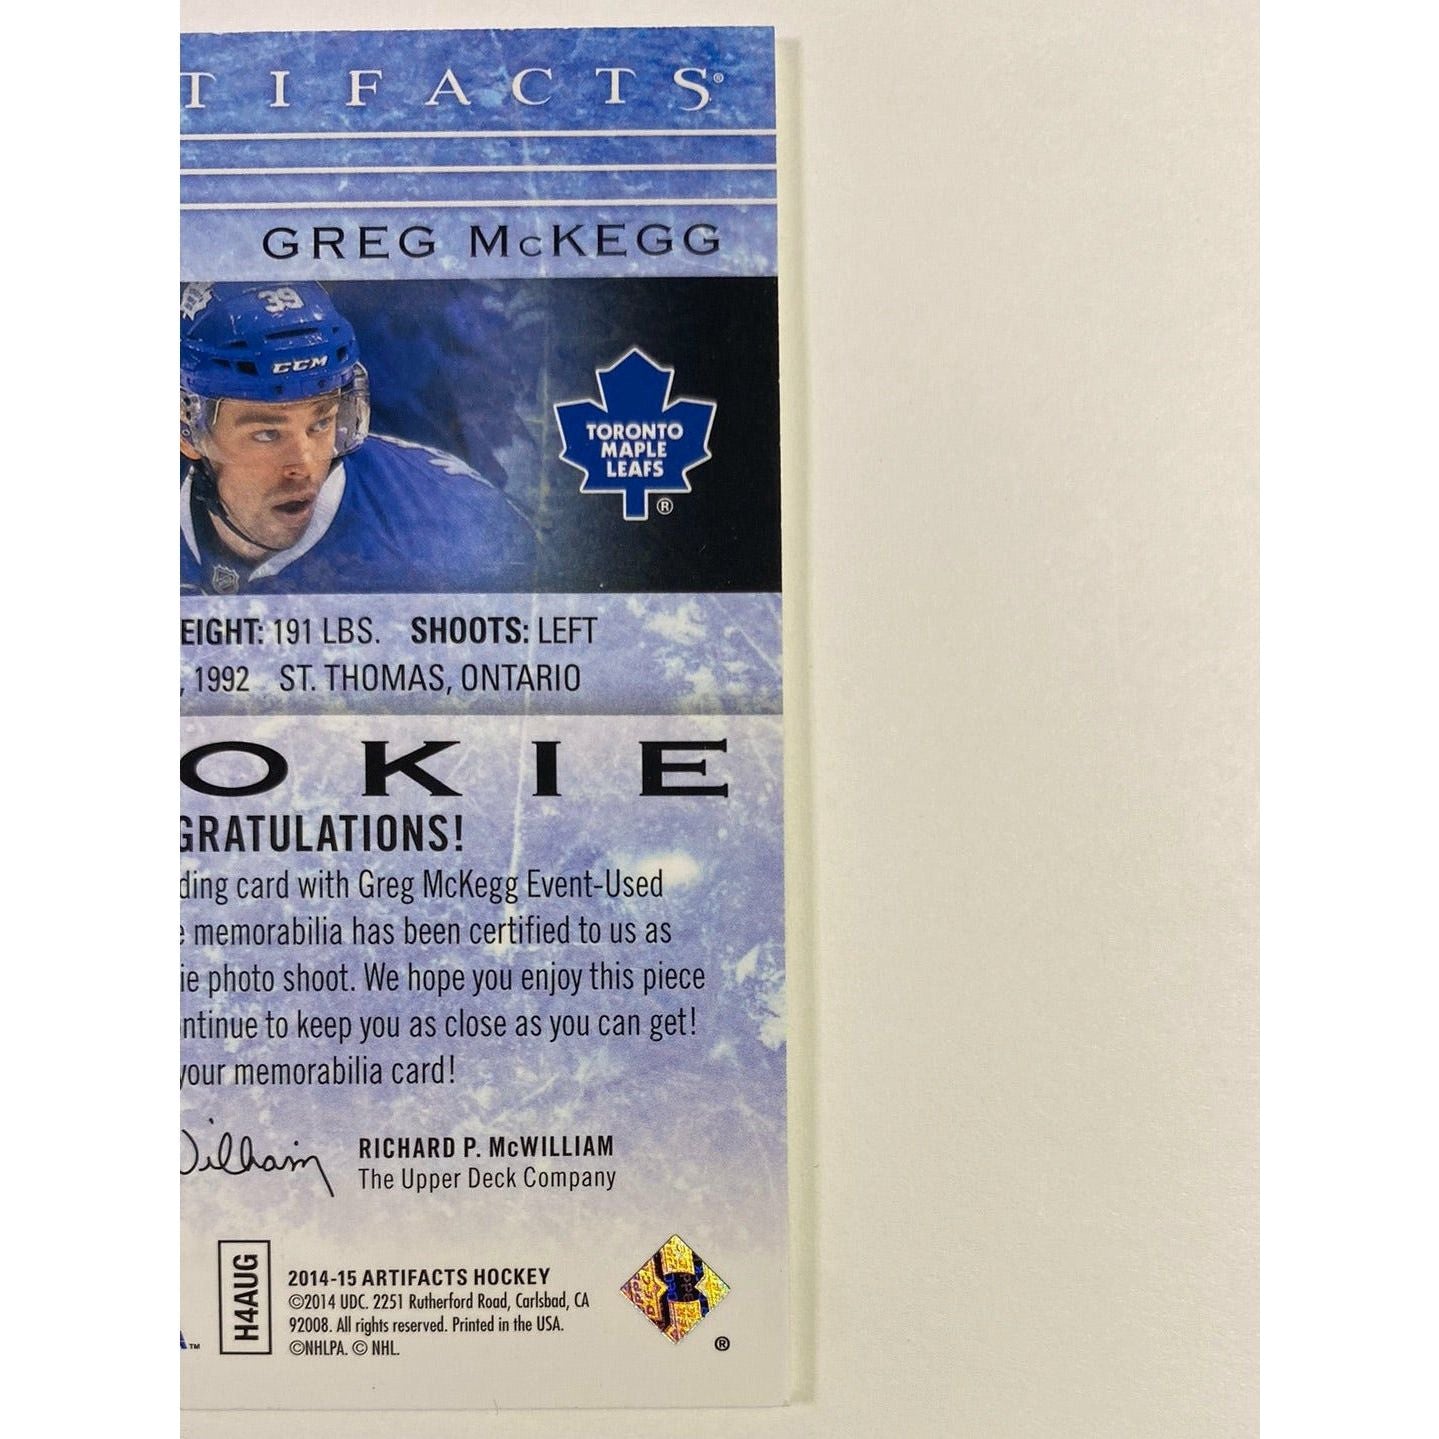 TIFACTS®
GREG McKEGG
39
CCM
TORONTO
MAPLE
LEAFS
®
EIGHT: 191 LBS. SHOOTS: LEFT
, 1992 ST. THOMAS, ONTARIO
OKIE
GRATULATIONS!
ding card with Greg McKegg Event-Used
e memorabilia has been certified to us as
ie photo shoot. We hope you enjoy this piece
ntinue to keep you as close as you can get!
your memorabilia card!
RICHARD P. McWILLIAM
The Upper Deck Company
H4AUG
2014-15 ARTIFACTS HOCKEY
©2014 UDC. 2251 Rutherford Road, Carlsbad, CA
92008. All rights reserved. Printed in the USA.
©NHLPA. © NHL.
™
®